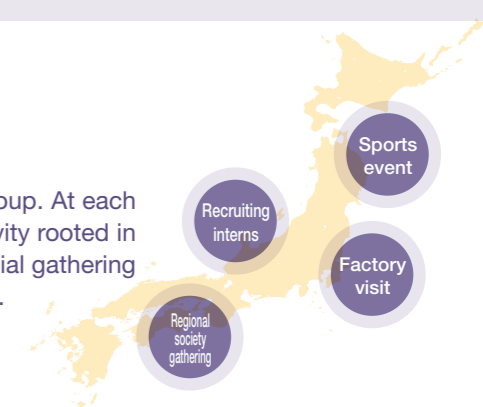 oup. At each
vity rooted in
ial gathering
.
Sports
event
Recruiting
interns
Factory
visit
Regional
society
gathering